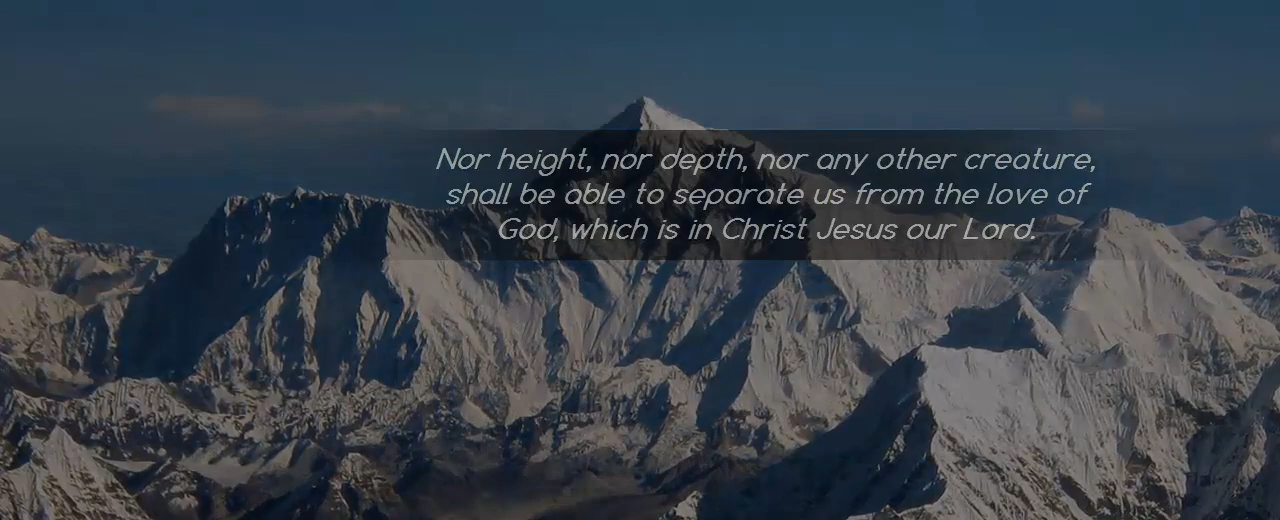 Nor height, nor depth, nor any other creature,
shall be able to separate us from the love of
God, which is in Christ Jesus our Lord.